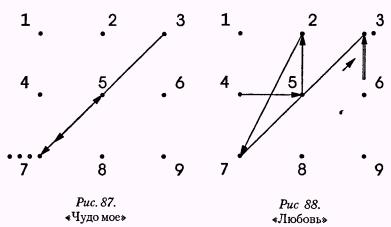 1 2 3
4 5 6
7 8 9
Рис. 87.
«Чудо мое»
1 2 3
4 5 6
7 8 9
Рис 88.
«Любовь»